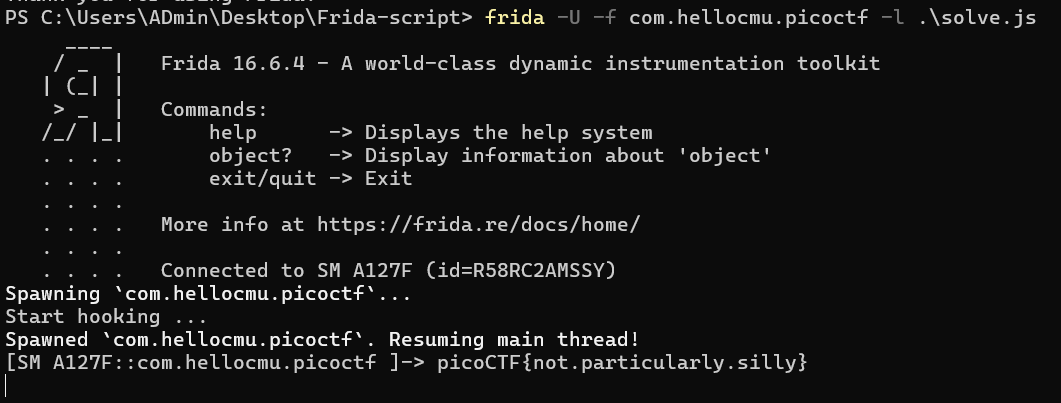 PS C:\Users\ADmin\Desktop\Frida-script> frida -U -f com.hellocmu.picoctf -l .\solve.js
     ____
    / _  |   Frida 16.6.4 - A world-class dynamic instrumentation toolkit
   | (_| |
    > _  |   Commands:
   /_/ |_|       help      -> Displays the help system
   . . . .       object?   -> Display information about 'object'
   . . . .       exit/quit -> Exit
   . . . .
   . . . .   More info at https://frida.re/docs/home/
   . . . .
   . . . .   Connected to SM A127F (id=R58RC2AMSSY)
Spawning `com.hellocmu.picoctf`...
Start hooking ...
Spawned `com.hellocmu.picoctf`. Resuming main thread!
[SM A127F::com.hellocmu.picoctf ]-> picoCTF{not.particularly.silly}